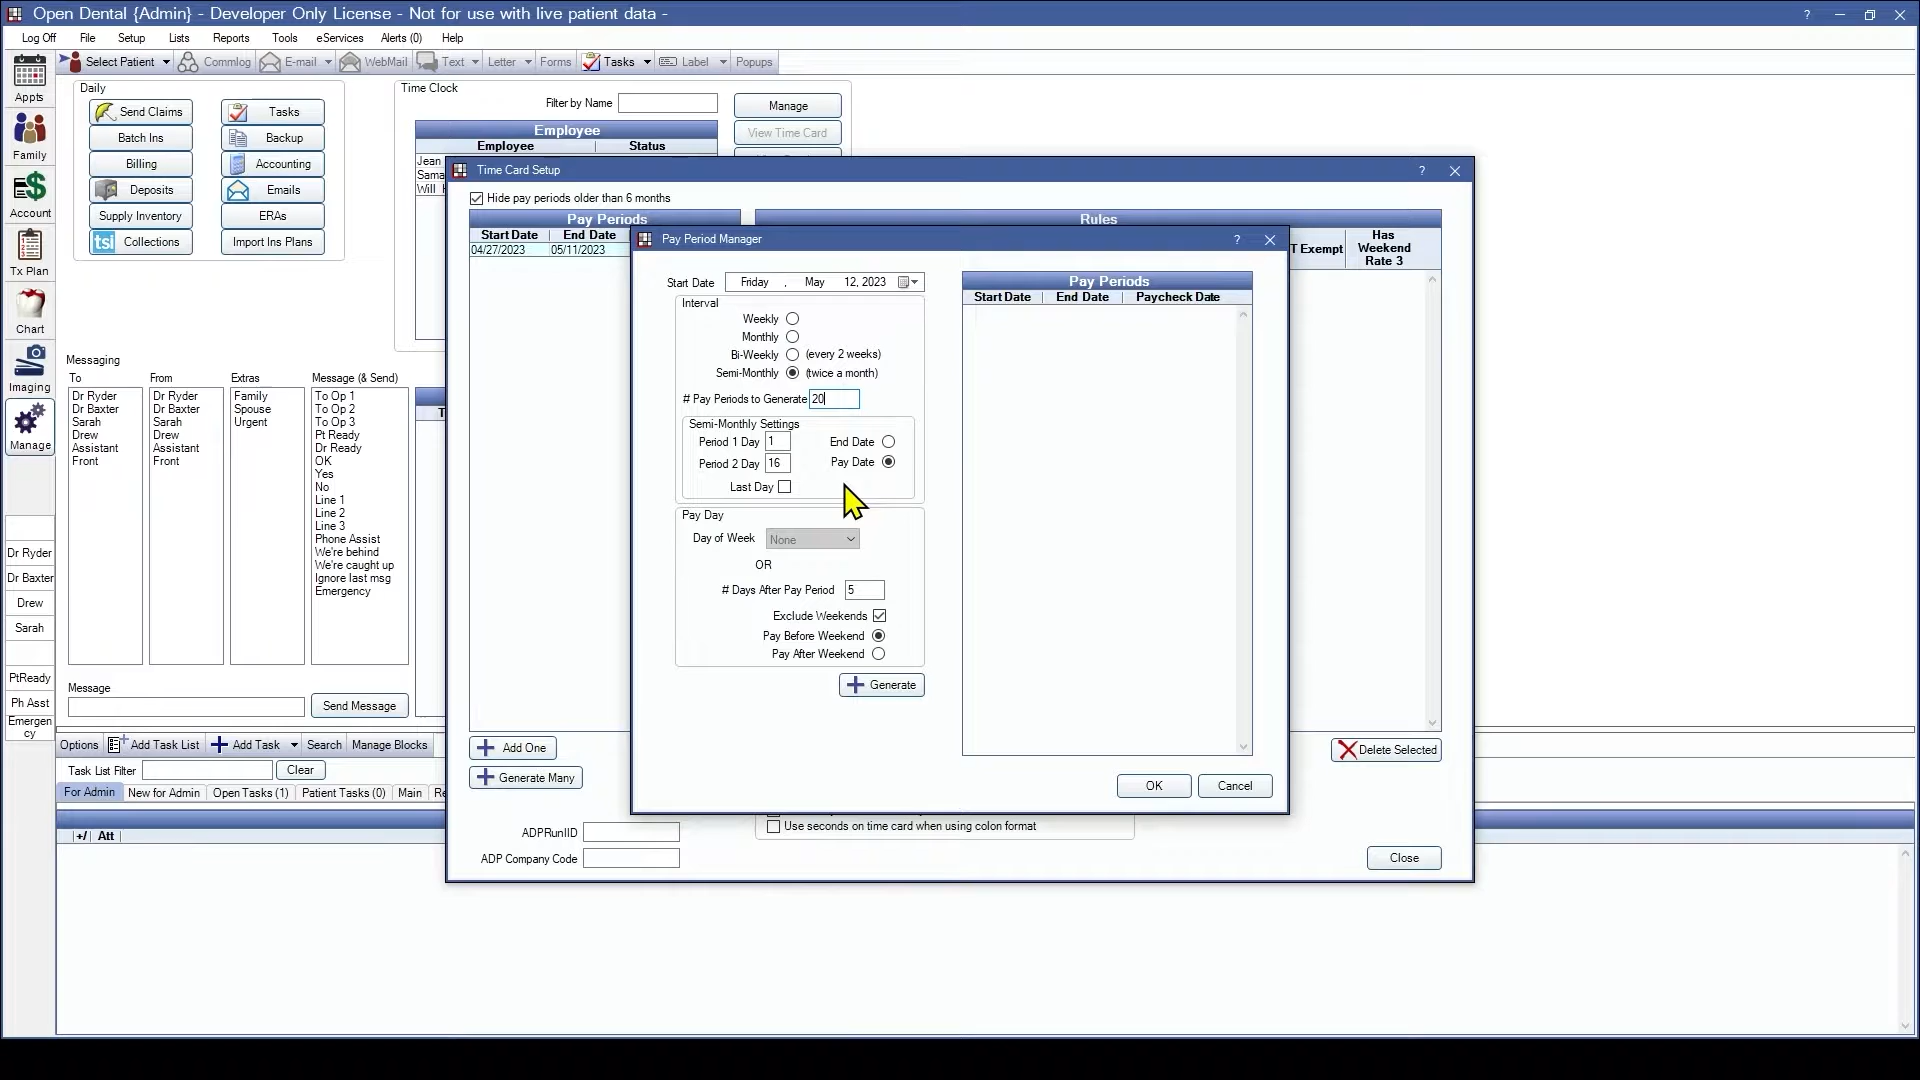 Open Dental {Admin} - Developer Only License - Not for use with live patient data -
Log Off File Setup Lists Reports Tools eServices Alerts (0) Help
Select Patient Commlog E-mail WebMail Text Letter Forms Tasks Label Popups
Appts
Family
Account
Tx Plan
Chart
Imaging
Manage
Dr Ryder
Dr Baxter
Drew
Sarah
PtReady
Ph Asst
Emergen
cy
Daily
Send Claims Tasks
Batch Ins Backup
Billing Accounting
Deposits Emails
Supply Inventory ERAs
tsi Collections Import Ins Plans
Time Clock
Filter by Name Manage
Employee View Time Card
Employee Status
Jean
Sama
Will
Messaging
To From Extras Message (& Send)
Dr Ryder Dr Ryder Family To Op 1
Dr Baxter Dr Baxter Spouse To Op 2
Sarah Sarah Urgent To Op 3
Drew Drew Pt Ready
Assistant Assistant Dr Ready
Front Front OK
Yes
No
Line 1
Line 2
Line 3
Phone Assist
We're behind
We're caught up
Ignore last msg
Emergency
Message
Send Message
Options Add Task List Add Task Search Manage Blocks
Task List Filter Clear
For Admin New for Admin Open Tasks (1) Patient Tasks (0) Main Re
+/ Att
Time Card Setup
Hide pay periods older than 6 months
Pay Periods Rules
Start Date End Date
04/27/2023 05/11/2023
T Exempt Has
Weekend
Rate 3
Add One Delete Selected
Generate Many
ADPRunIID
ADP Company Code
Use seconds on time card when using colon format
Close
Pay Period Manager
Start Date Friday , May 12, 2023
Interval
Weekly
Monthly
Bi-Weekly (every 2 weeks)
Semi-Monthly (twice a month)
# Pay Periods to Generate 20
Semi-Monthly Settings
Period 1 Day 1 End Date
Period 2 Day 16 Pay Date
Last Day
Pay Day
Day of Week None
OR
# Days After Pay Period 5
Exclude Weekends
Pay Before Weekend
Pay After Weekend
Generate
Pay Periods
Start Date End Date Paycheck Date
OK Cancel